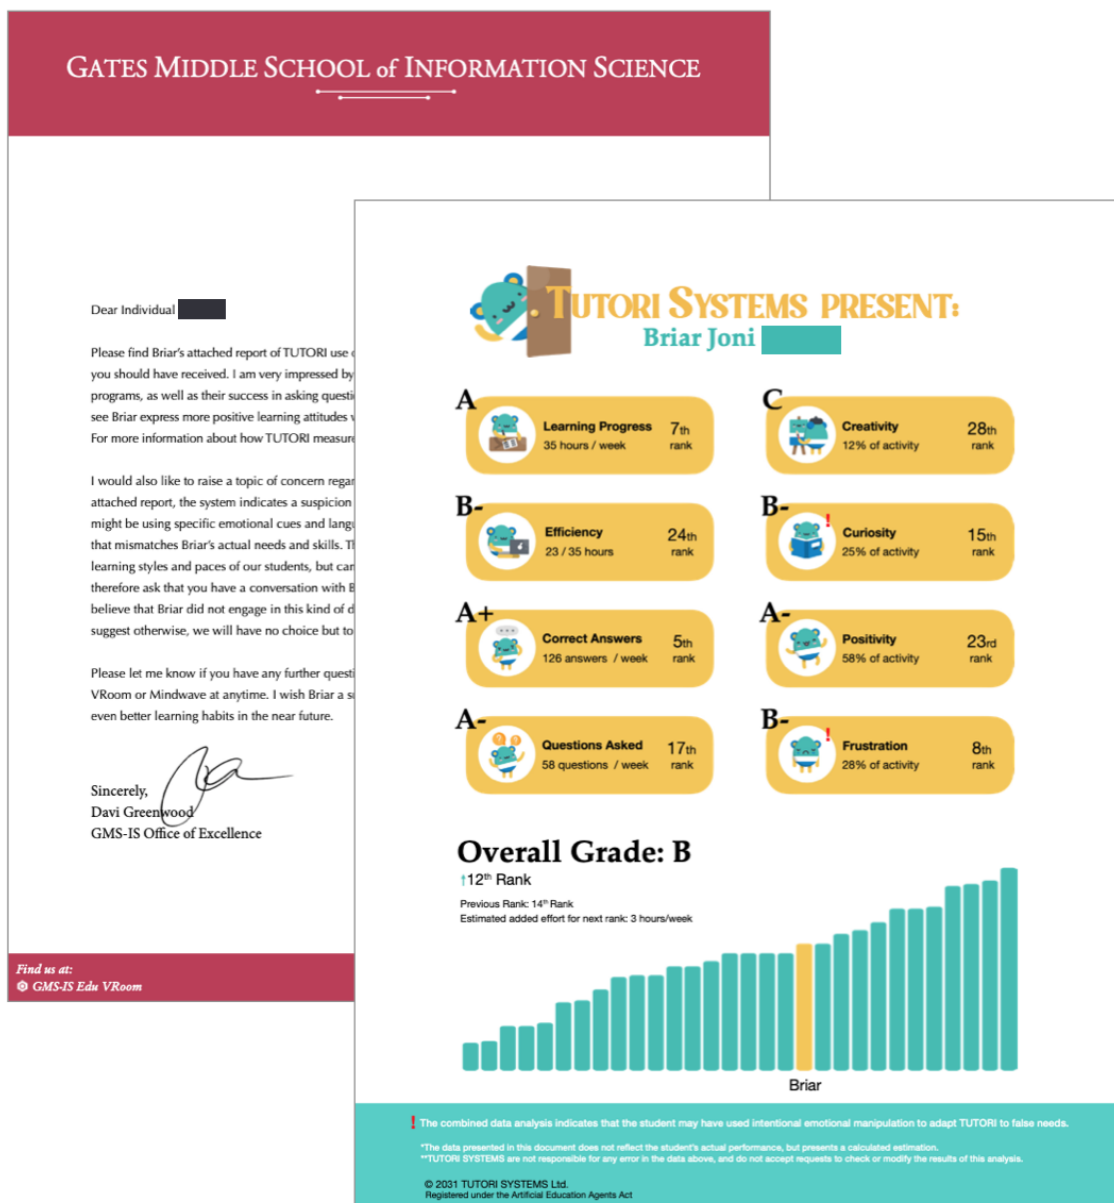 GATES MIDDLE SCHOOL of INFORMATION SCIENCE
Dear Individual
Please find Briar's attached report of TUTORI use
you should have received. I am very impressed by
programs, as well as their success in asking
see Briar express more positive learning attitudes
For more information about how TUTORI
I would also like to raise a topic of concern
attached report, the system indicates a suspicion
might be using specific emotional cues and
that mismatches Briar's actual needs and skills.
learning styles and paces of our students, but
therefore ask that you have a conversation with
believe that Briar did not engage in this kind of
suggest otherwise, we will have no choice but to
Please let me know if you have any further
VRoom or Mindwave at anytime. I wish Briar a
even better learning habits in the near future.
Sincerely,
Davi Greenwood
GMS-IS Office of Excellence
Find us at:
GMS-IS Edu VRoom
TUTORI SYSTEMS PRESENT:
Briar Joni
A
Learning Progress
35 hours / week
7th
rank
C
Creativity
12% of activity
28th
rank
B-
Efficiency
23 / 35 hours
24th
rank
B-
!
Curiosity
25% of activity
15th
rank
A+
Correct Answers
126 answers / week
5th
rank
A-
Positivity
58% of activity
23rd
rank
A-
? ?
Questions Asked
58 questions / week
17th
rank
B-
!
Frustration
28% of activity
8th
rank
Overall Grade: B
↑12th Rank
Previous Rank: 14th Rank
Estimated added effort for next rank: 3 hours/week
Briar
! The combined data analysis indicates that the student may have used intentional emotional manipulation to adapt TUTORI to false needs.
*The data presented in this document does not reflect the student's actual performance, but presents a calculated estimation.
**TUTORI SYSTEMS are not responsible for any error in the data above, and do not accept requests to check or modify the results of this analysis.
© 2031 TUTORI SYSTEMS Ltd.
Registered under the Artificial Education Agents Act